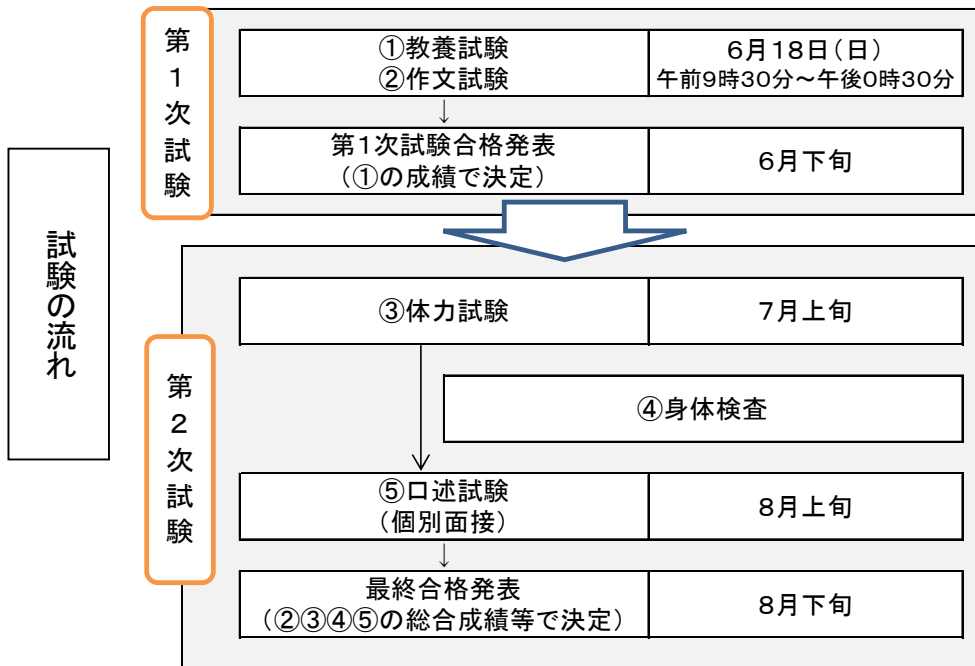 試験の流れ
第1次試験
①教養試験
②作文試験
6月18日(日)
午前9時30分～午後0時30分
↓
第1次試験合格発表
(①の成績で決定)
6月下旬
第2次試験
③体力試験
7月上旬
④身体検査
⑤口述試験
(個別面接)
8月上旬
↓
最終合格発表
(②③④⑤の総合成績等で決定)
8月下旬